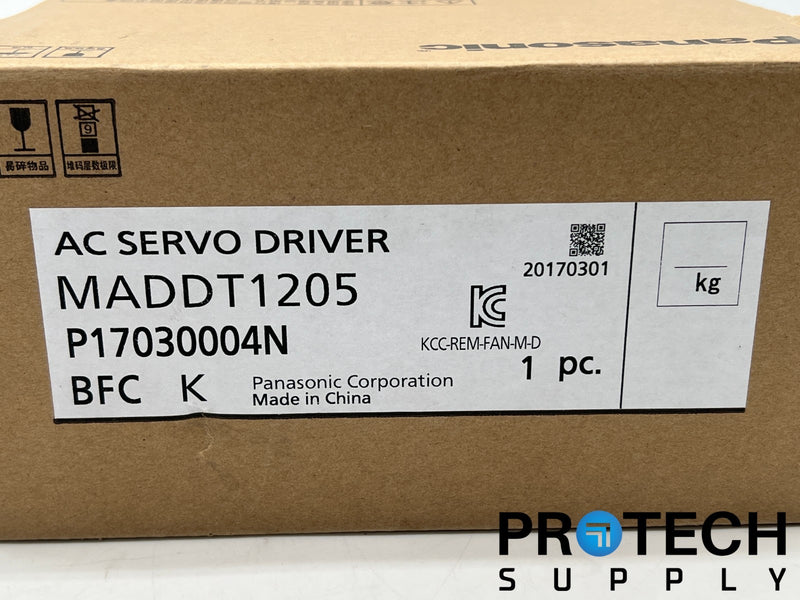 Panasonic
9
易碎物品
堆码层数极限
AC SERVO DRIVER
20170301
MADDT1205
kg
P17030004N
KCC-REM-FAN-M-D
1 pc.
BFC K
Panasonic Corporation
Made in China
PROTECH
SUPPLY